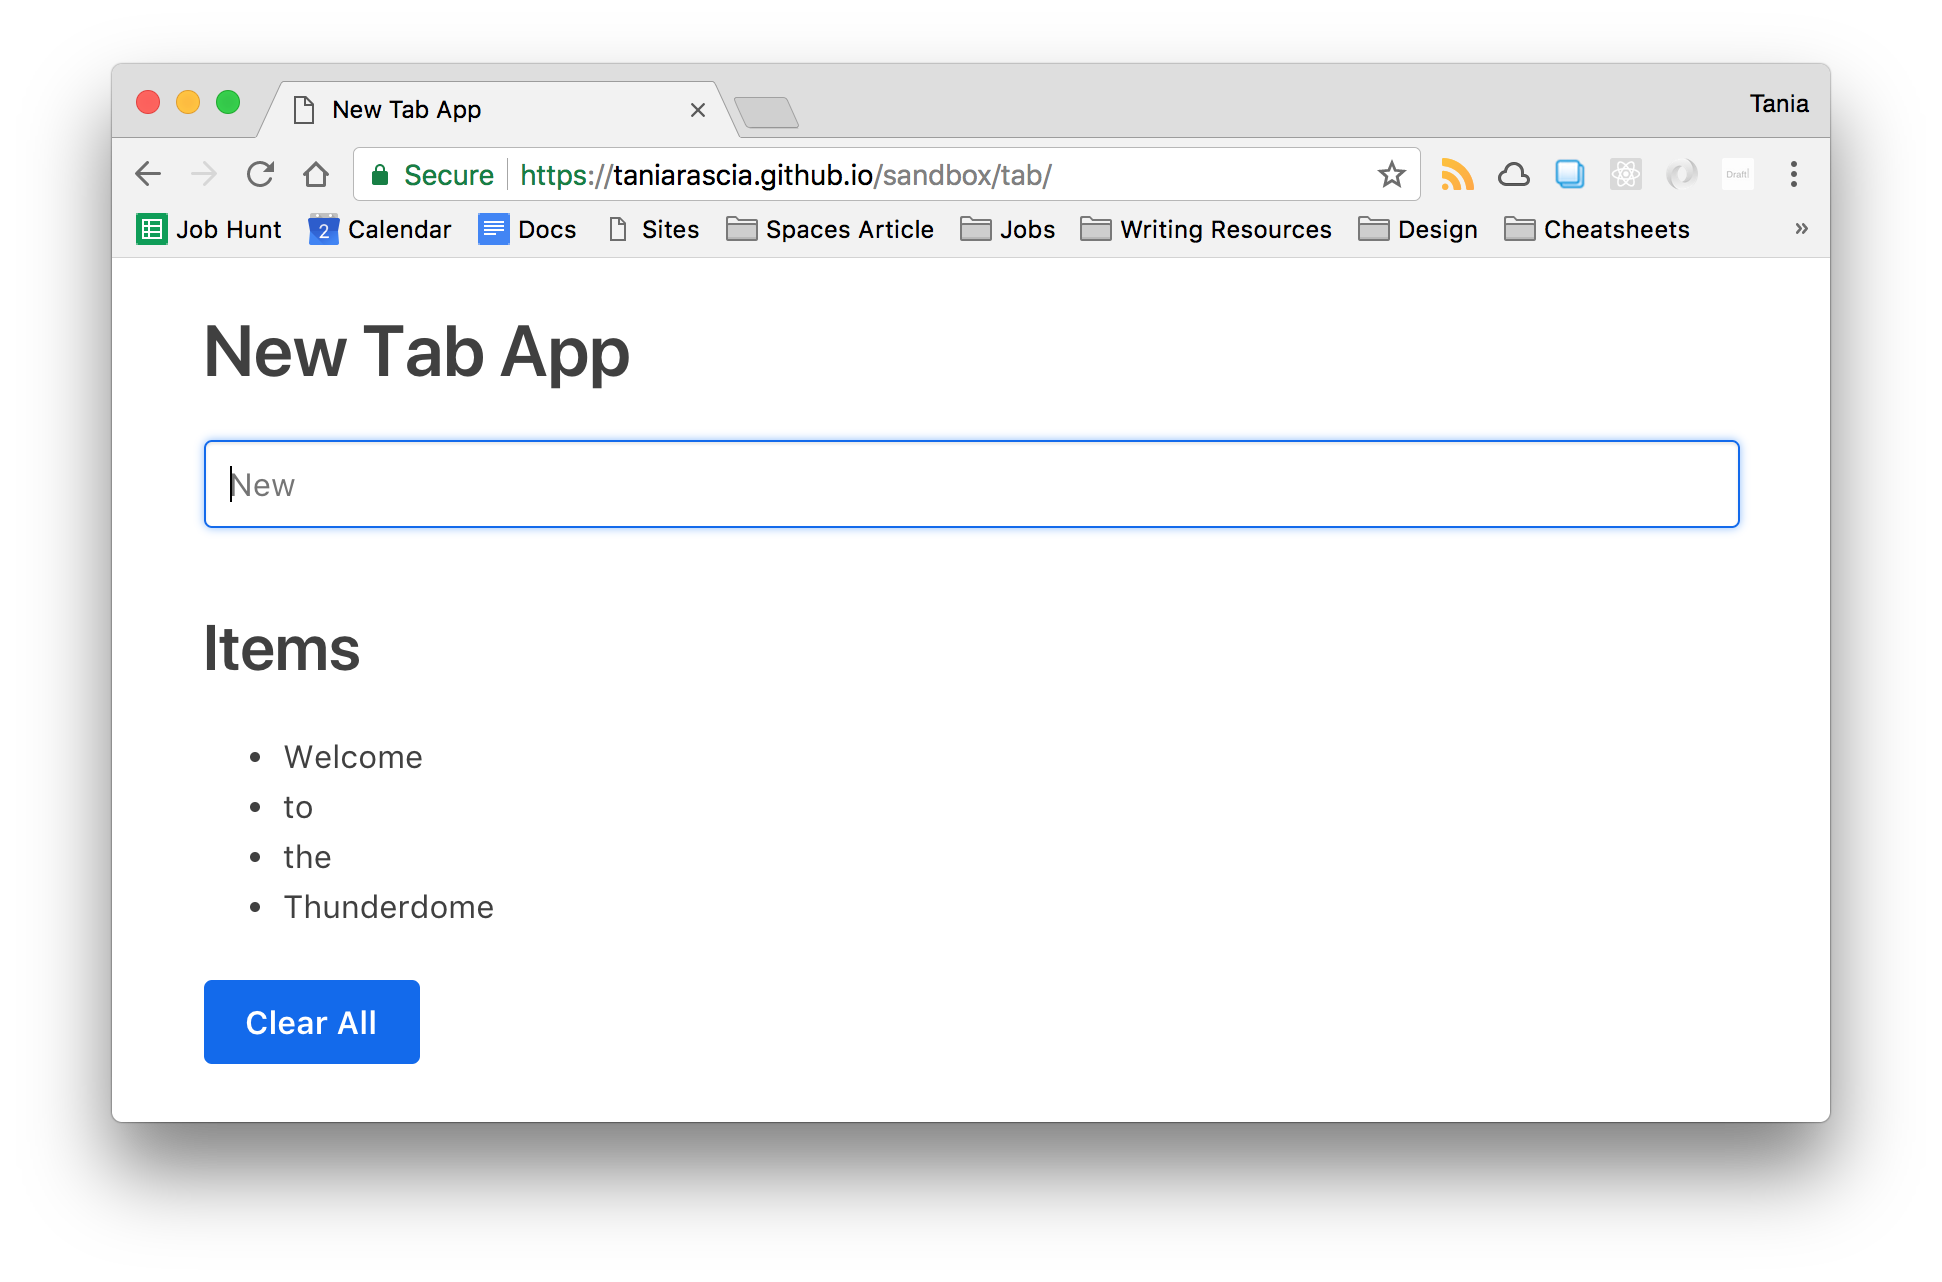 New Tab App
Tania
Secure https://taniarascia.github.io/sandbox/tab/
Draft!
Job Hunt 2 Calendar Docs Sites Spaces Article Jobs Writing Resources Design Cheatsheets »
New Tab App
New
Items
• Welcome
• to
• the
• Thunderdome
Clear All